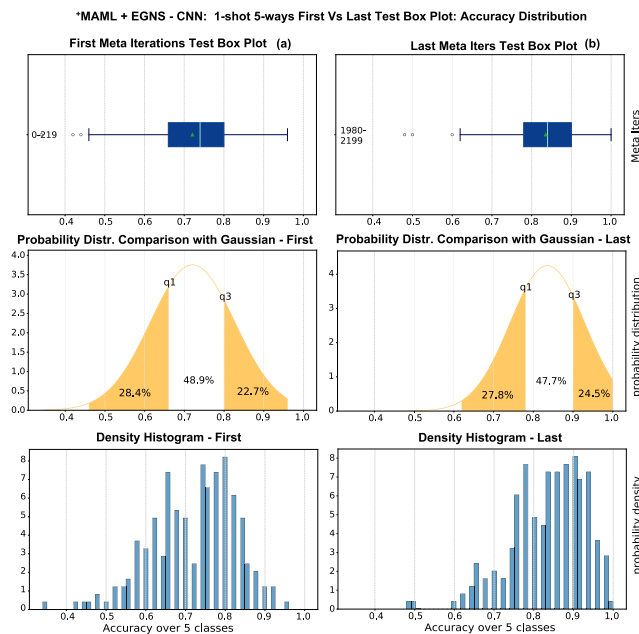 *MAML + EGNS - CNN: 1-shot 5-ways First Vs Last Test Box Plot: Accuracy Distribution
First Meta Iterations Test Box Plot (a)
Last Meta Iters Test Box Plot (b)
0-219
1980-
2199
Meta Iters
0.4 0.5 0.6 0.7 0.8 0.9 1.0
0.4 0.5 0.6 0.7 0.8 0.9 1.0
Probability Distr. Comparison with Gaussian - First
Probability Distr. Comparison with Gaussian - Last
4.0
3.5
3.0
2.5
2.0
1.5
1.0
0.5
0.0
q1
q3
28.4%
48.9%
22.7%
0.4 0.5 0.6 0.7 0.8 0.9 1.0
4
3
2
1
0
q1
q3
27.8%
47.7%
24.5%
0.4 0.5 0.6 0.7 0.8 0.9 1.0
probability distribution
Density Histogram - First
Density Histogram - Last
8
7
6
5
4
3
2
1
0
0.4 0.5 0.6 0.7 0.8 0.9 1.0
Accuracy over 5 classes
8
7
6
5
4
3
2
1
0
0.4 0.5 0.6 0.7 0.8 0.9 1.0
Accuracy over 5 classes
probability density